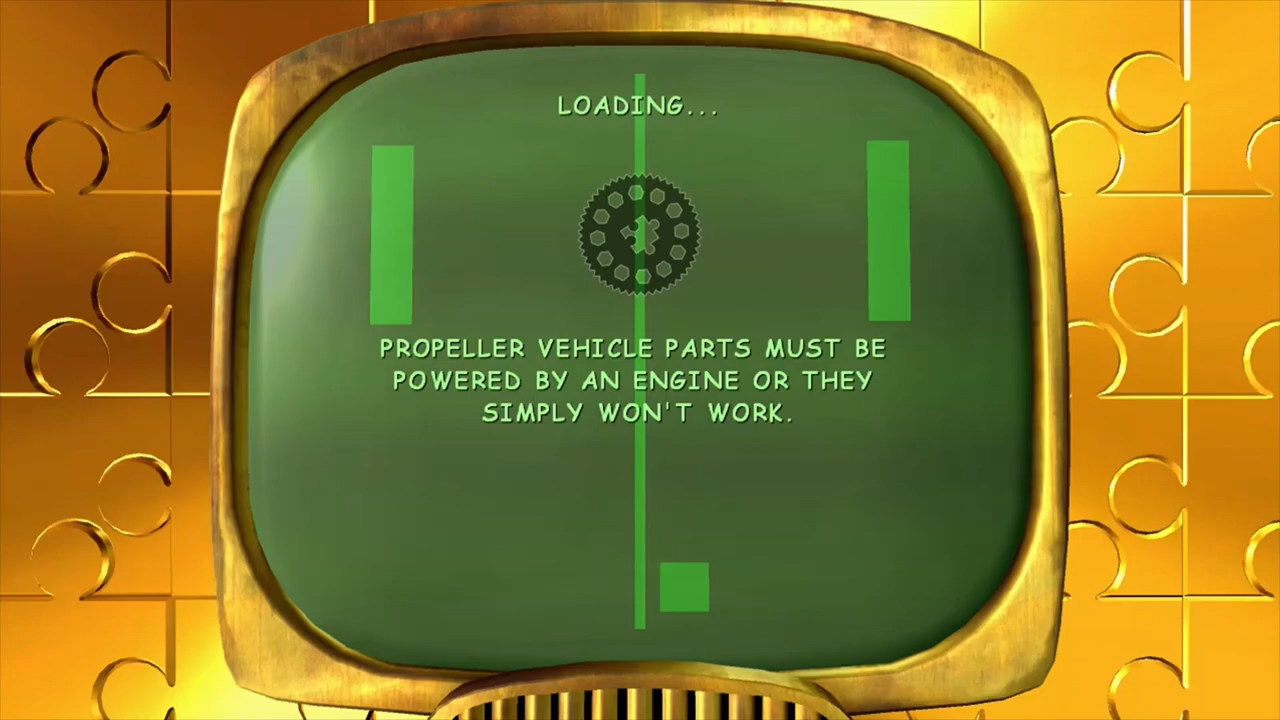 LOADING...
PROPELLER VEHICLE PARTS MUST BE
POWERED BY AN ENGINE OR THEY
SIMPLY WON'T WORK.